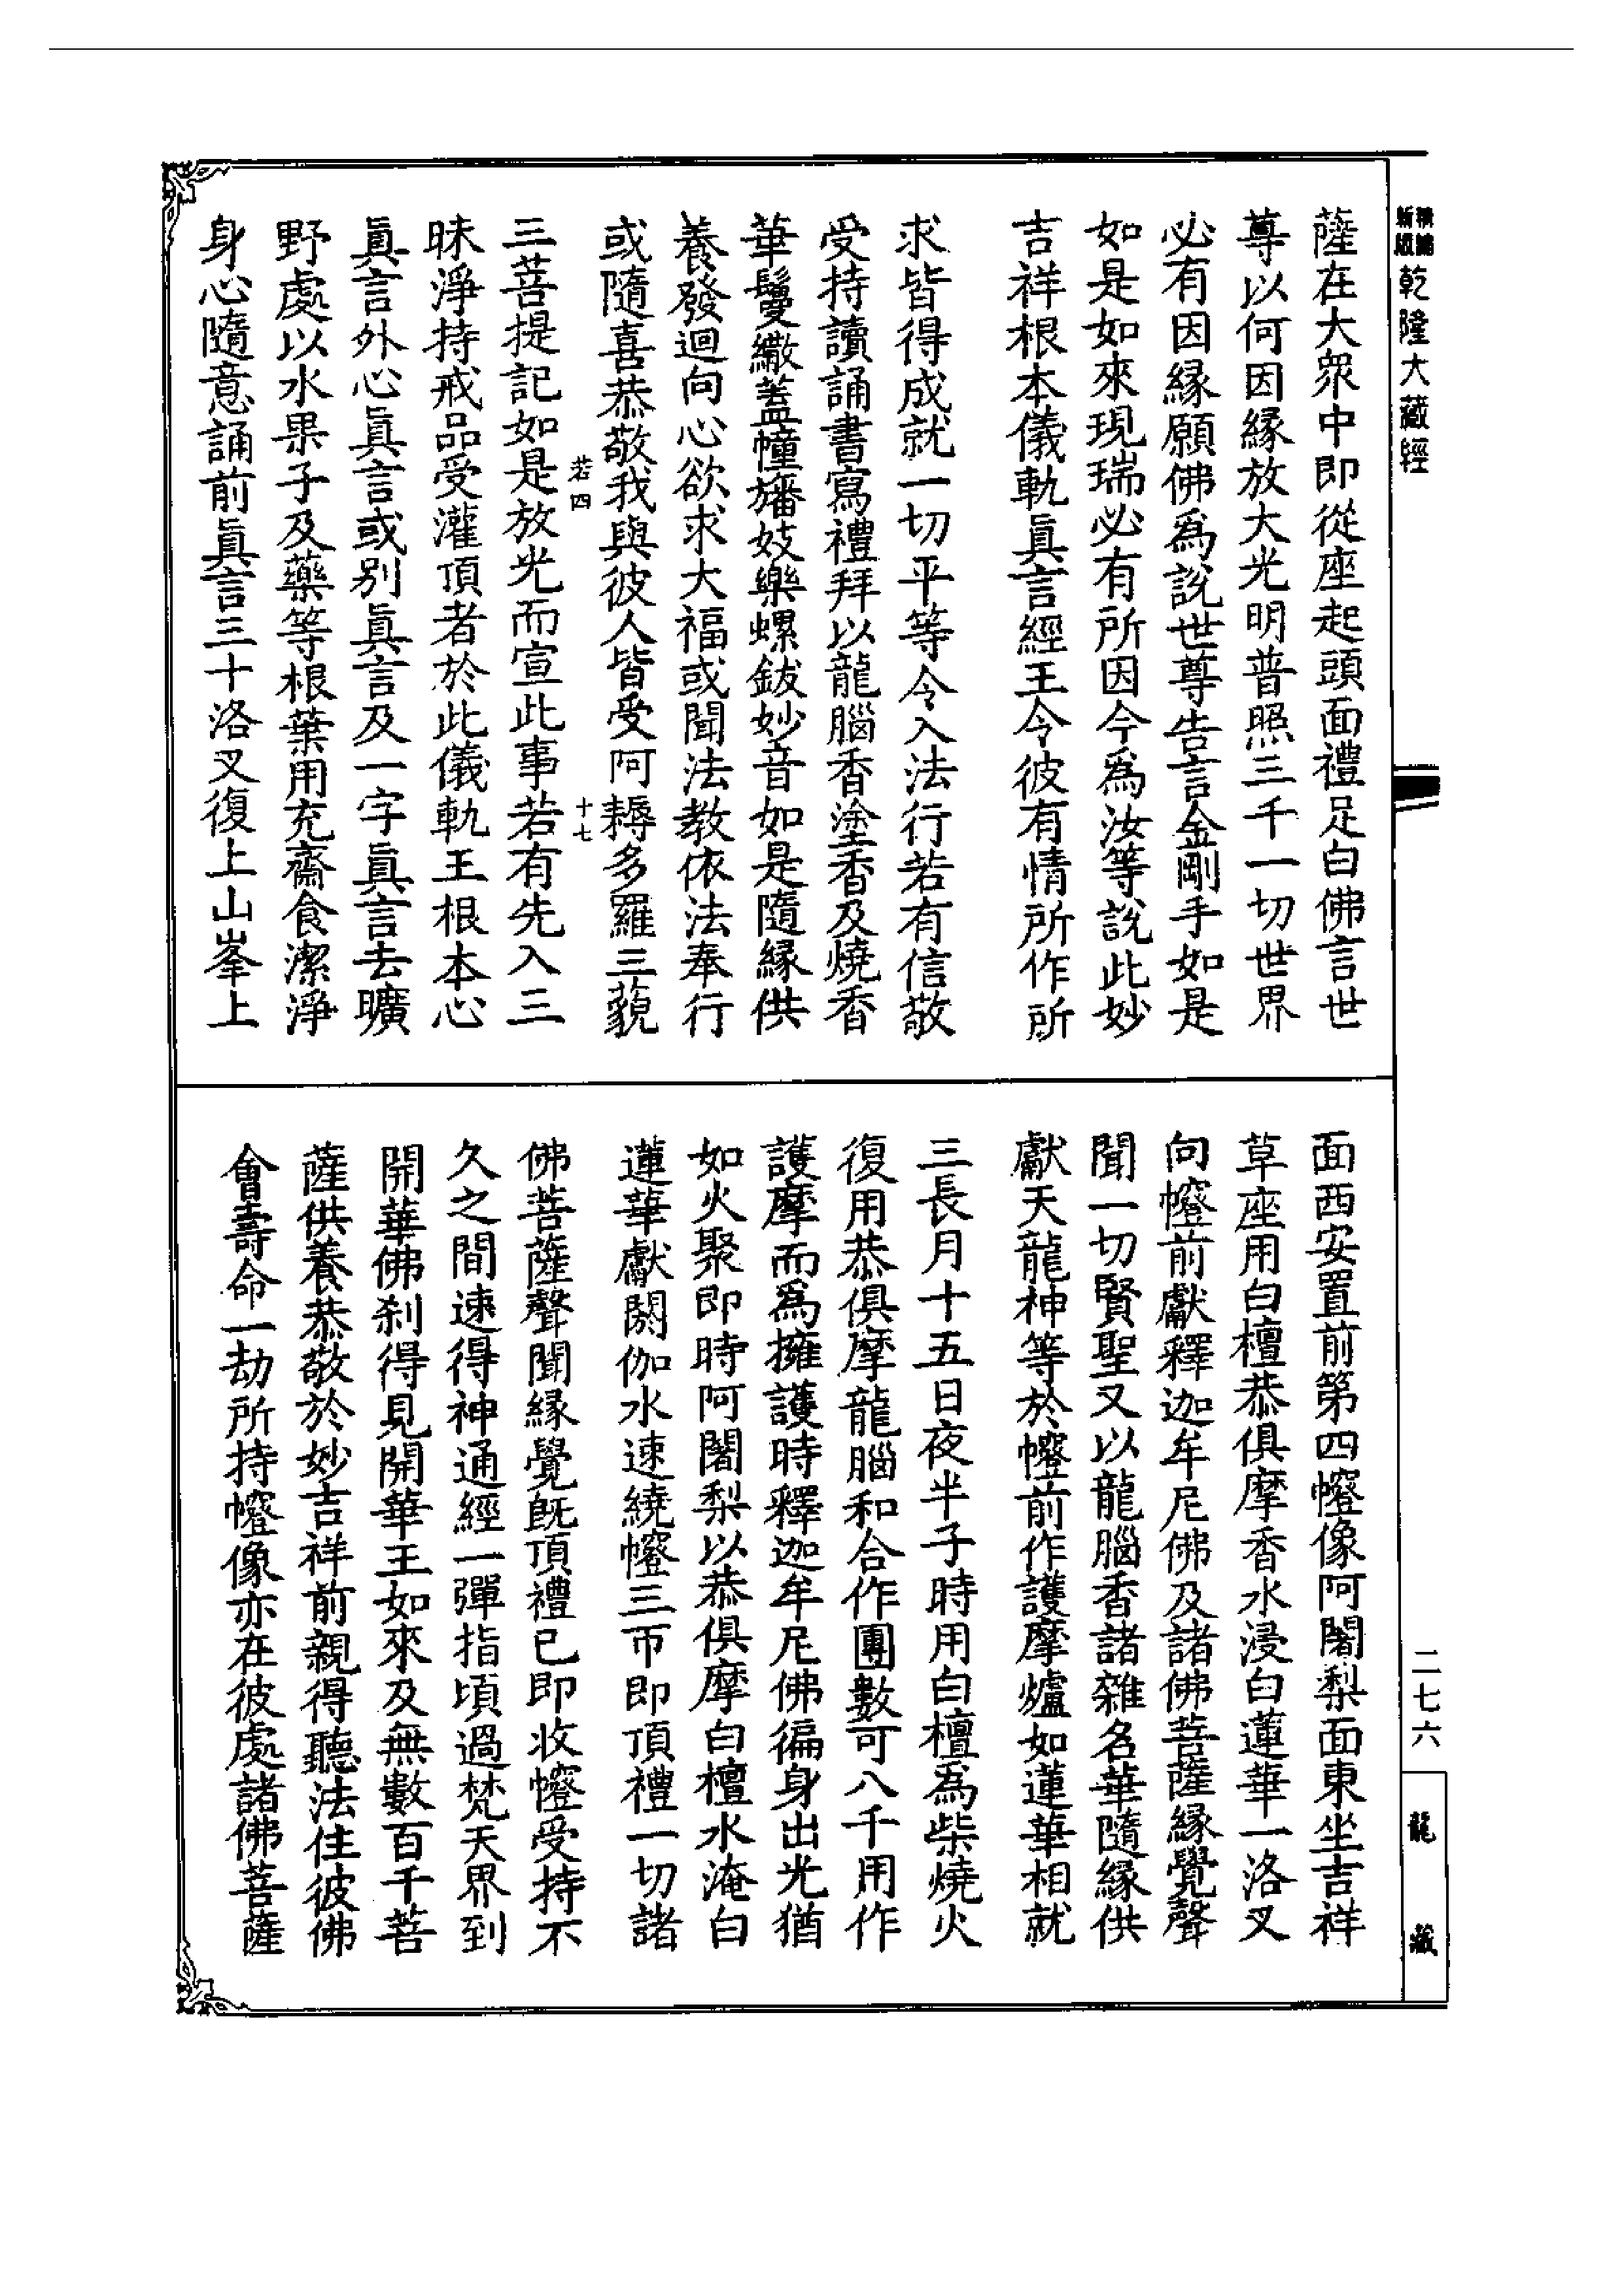 新編縮版乾隆大藏經
薩在大眾中即從座起頭面禮足白佛言世
尊以何因縁放大光明普照三千一切世界
必有因縁願佛為說世尊告言金剛手如是
如是如來現瑞必有所因今為汝等說此妙
吉祥根本儀軌眞言經王令彼有情所作所
求皆得成就一切平等令入法行若有信敬
受持讀誦書寫禮拜以龍腦香塗香及燒香
華鬘繖蓋幢旛妓樂螺鈸妙音如是隨縁供
養發迴向心欲求大福或聞法教依法奉行
或隨喜恭敬我與彼人皆受阿耨多羅三藐
若四 十七
三菩提記如是放光而宣此事若有先入三
昧淨持戒品受灌頂者於此儀軌王根本心
眞言外心眞言或別眞言及一字眞言去曠
野處以水果子及藥等根葉用充齋食潔淨
身心隨意誦前眞言三十洛叉復上山峯上
面西安置前第四㡧像阿闍梨面東坐吉祥
草座用白檀恭俱摩香水浸白蓮華一洛叉
向㡧前獻釋迦牟尼佛及諸佛菩薩縁覺聲
聞一切賢聖又以龍腦香諸雜名華隨縁供
獻天龍神等於㡧前作護摩爐如蓮華相就
三長月十五日夜半子時用白檀為柴燒火
復用恭俱摩龍腦和合作團數可八千用作
護摩而為擁護時釋迦牟尼佛徧身出光猶
如火聚即時阿闍梨以恭俱摩白檀水淹白
蓮華獻閼伽水速繞㡧三帀即頂禮一切諸
佛菩薩聲聞縁覺既頂禮已即收㡧受持不
久之間速得神通經一彈指頃過梵天界到
開華佛刹得見開華王如來及無數百千菩
薩供養恭敬於妙吉祥前親得聽法住彼佛
會壽命一劫所持㡧像亦在彼處諸佛菩薩
二七六
龍藏